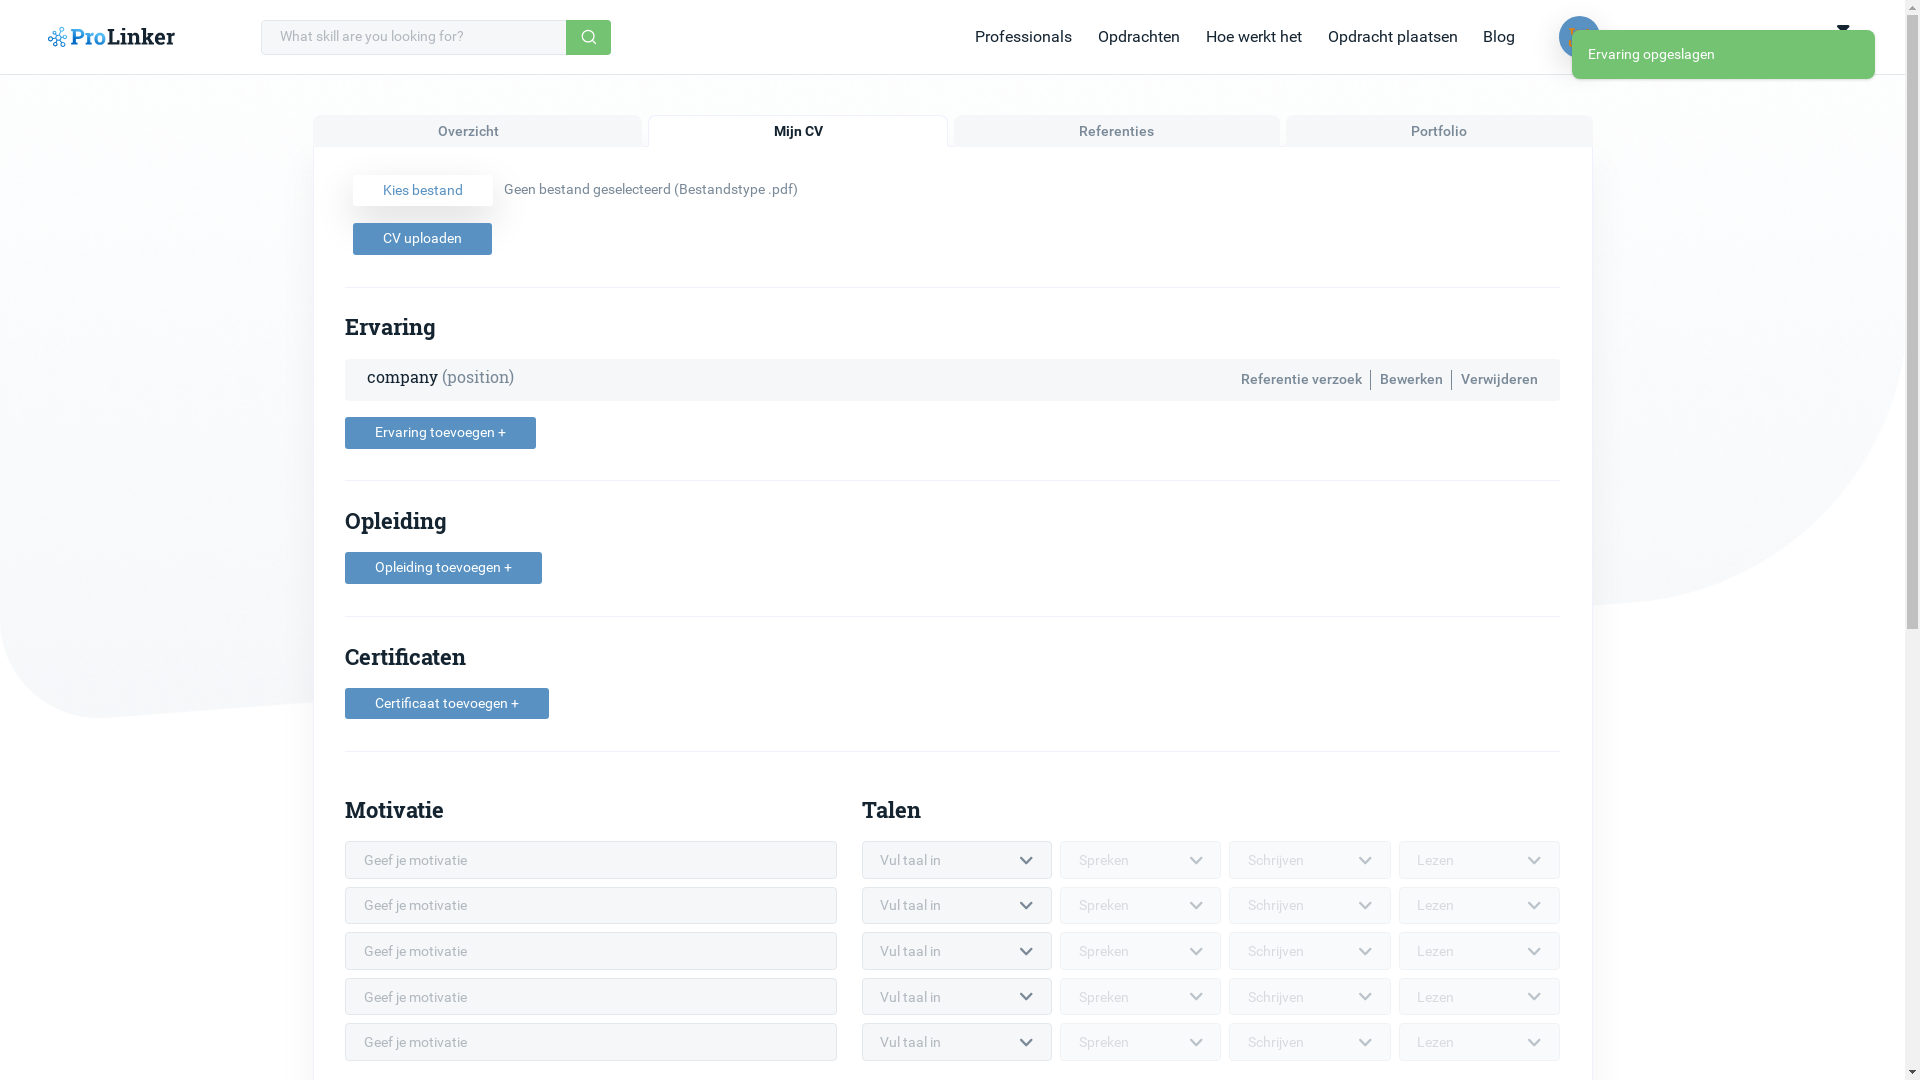 ProLinker
What skill are you looking for?
Professionals Opdrachten Hoe werkt het Opdracht plaatsen Blog
Ervaring opgeslagen
Overzicht Mijn CV Referenties Portfolio
Kies bestand Geen bestand geselecteerd (Bestandstype .pdf)
CV uploaden
Ervaring
company (position) Referentie verzoek Bewerken Verwijderen
Ervaring toevoegen +
Opleiding
Opleiding toevoegen +
Certificaten
Certificaat toevoegen +
Motivatie Talen
Geef je motivatie Vul taal in Spreken Schrijven Lezen
Geef je motivatie Vul taal in Spreken Schrijven Lezen
Geef je motivatie Vul taal in Spreken Schrijven Lezen
Geef je motivatie Vul taal in Spreken Schrijven Lezen
Geef je motivatie Vul taal in Spreken Schrijven Lezen